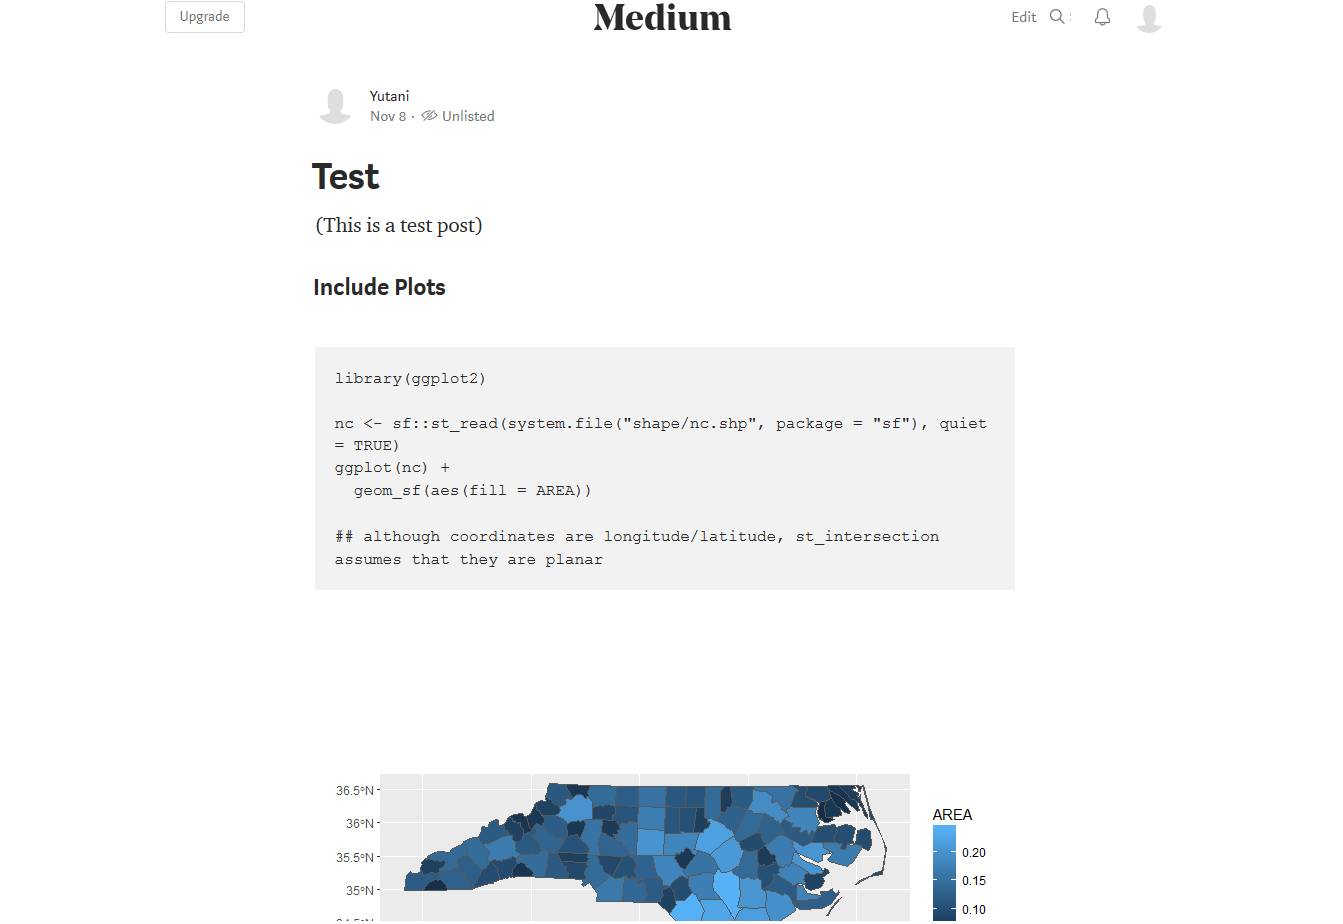 Upgrade
Medium
Edit
Yutani
Nov 8 · Unlisted
Test
(This is a test post)
Include Plots
library(ggplot2)
nc <- sf::st_read(system.file("shape/nc.shp", package = "sf"), quiet
= TRUE)
ggplot(nc) +
  geom_sf(aes(fill = AREA))
## although coordinates are longitude/latitude, st_intersection
assumes that they are planar
36.5°N
36°N
35.5°N
35°N
34.5°N
AREA
0.20
0.15
0.10